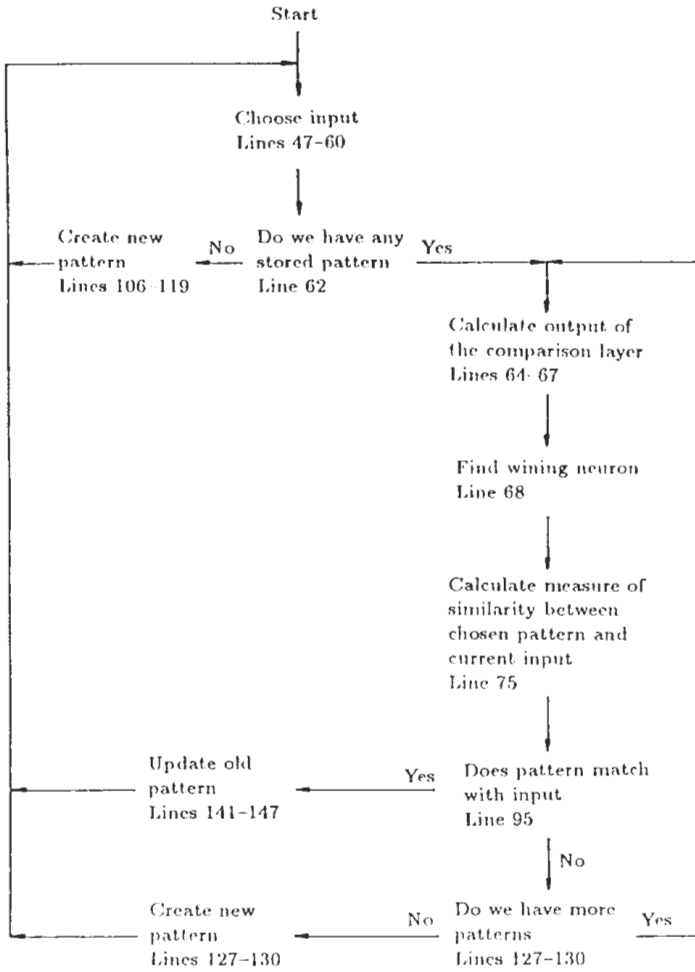 Start
Choose input
Lines 47-60
Create new
pattern
Lines 106-119
No
Do we have any
stored pattern
Line 62
Yes
Calculate output of
the comparison layer
Lines 64-67
Find wining neuron
Line 68
Calculate measure of
similarity between
chosen pattern and
current input
Line 75
Update old
pattern
Lines 141-147
Yes
Does pattern match
with input
Line 95
No
Create new
pattern
Lines 127-130
No
Do we have more
patterns
Lines 127-130
Yes